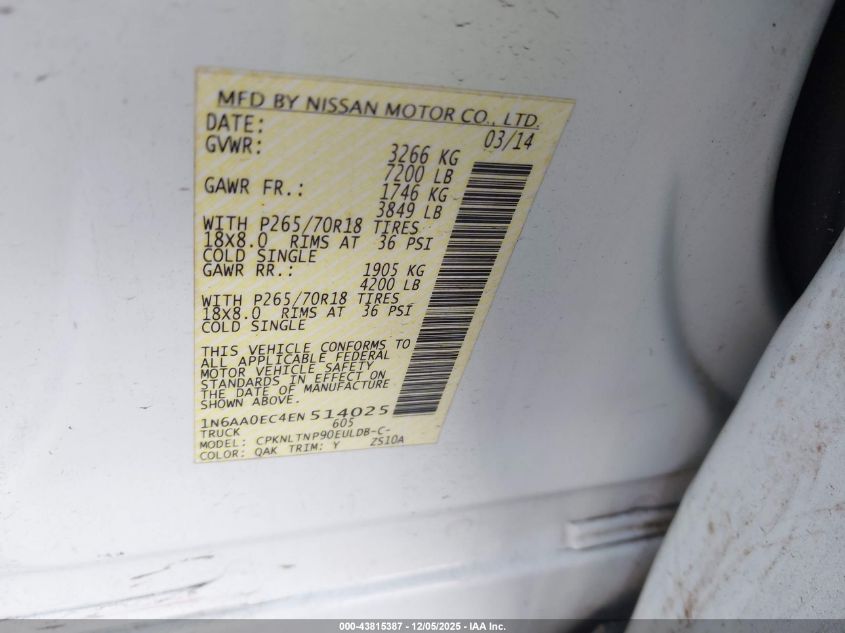 MFD BY NISSAN MOTOR CO., LTD.
DATE: 03/14
GVWR: 3266 KG
7200 LB
GAWR FR.: 1746 KG
3849 LB
WITH P265/70R18 TIRES
18X8.0 RIMS AT 36 PSI
COLD SINGLE
GAWR RR.: 1905 KG
4200 LB
WITH P265/70R18 TIRES
18X8.0 RIMS AT 36 PSI
COLD SINGLE
THIS VEHICLE CONFORMS TO
ALL APPLICABLE FEDERAL
MOTOR VEHICLE SAFETY
STANDARDS IN EFFECT ON
THE DATE OF MANUFACTURE
SHOWN ABOVE.
1N6AA0EC4EN514025
TRUCK 605
MODEL: CPKNLTNP90EULDB-C-
COLOR: QAK TRIM: Y ZS10A
000-43815387 - 12/05/2025 - IAA Inc.